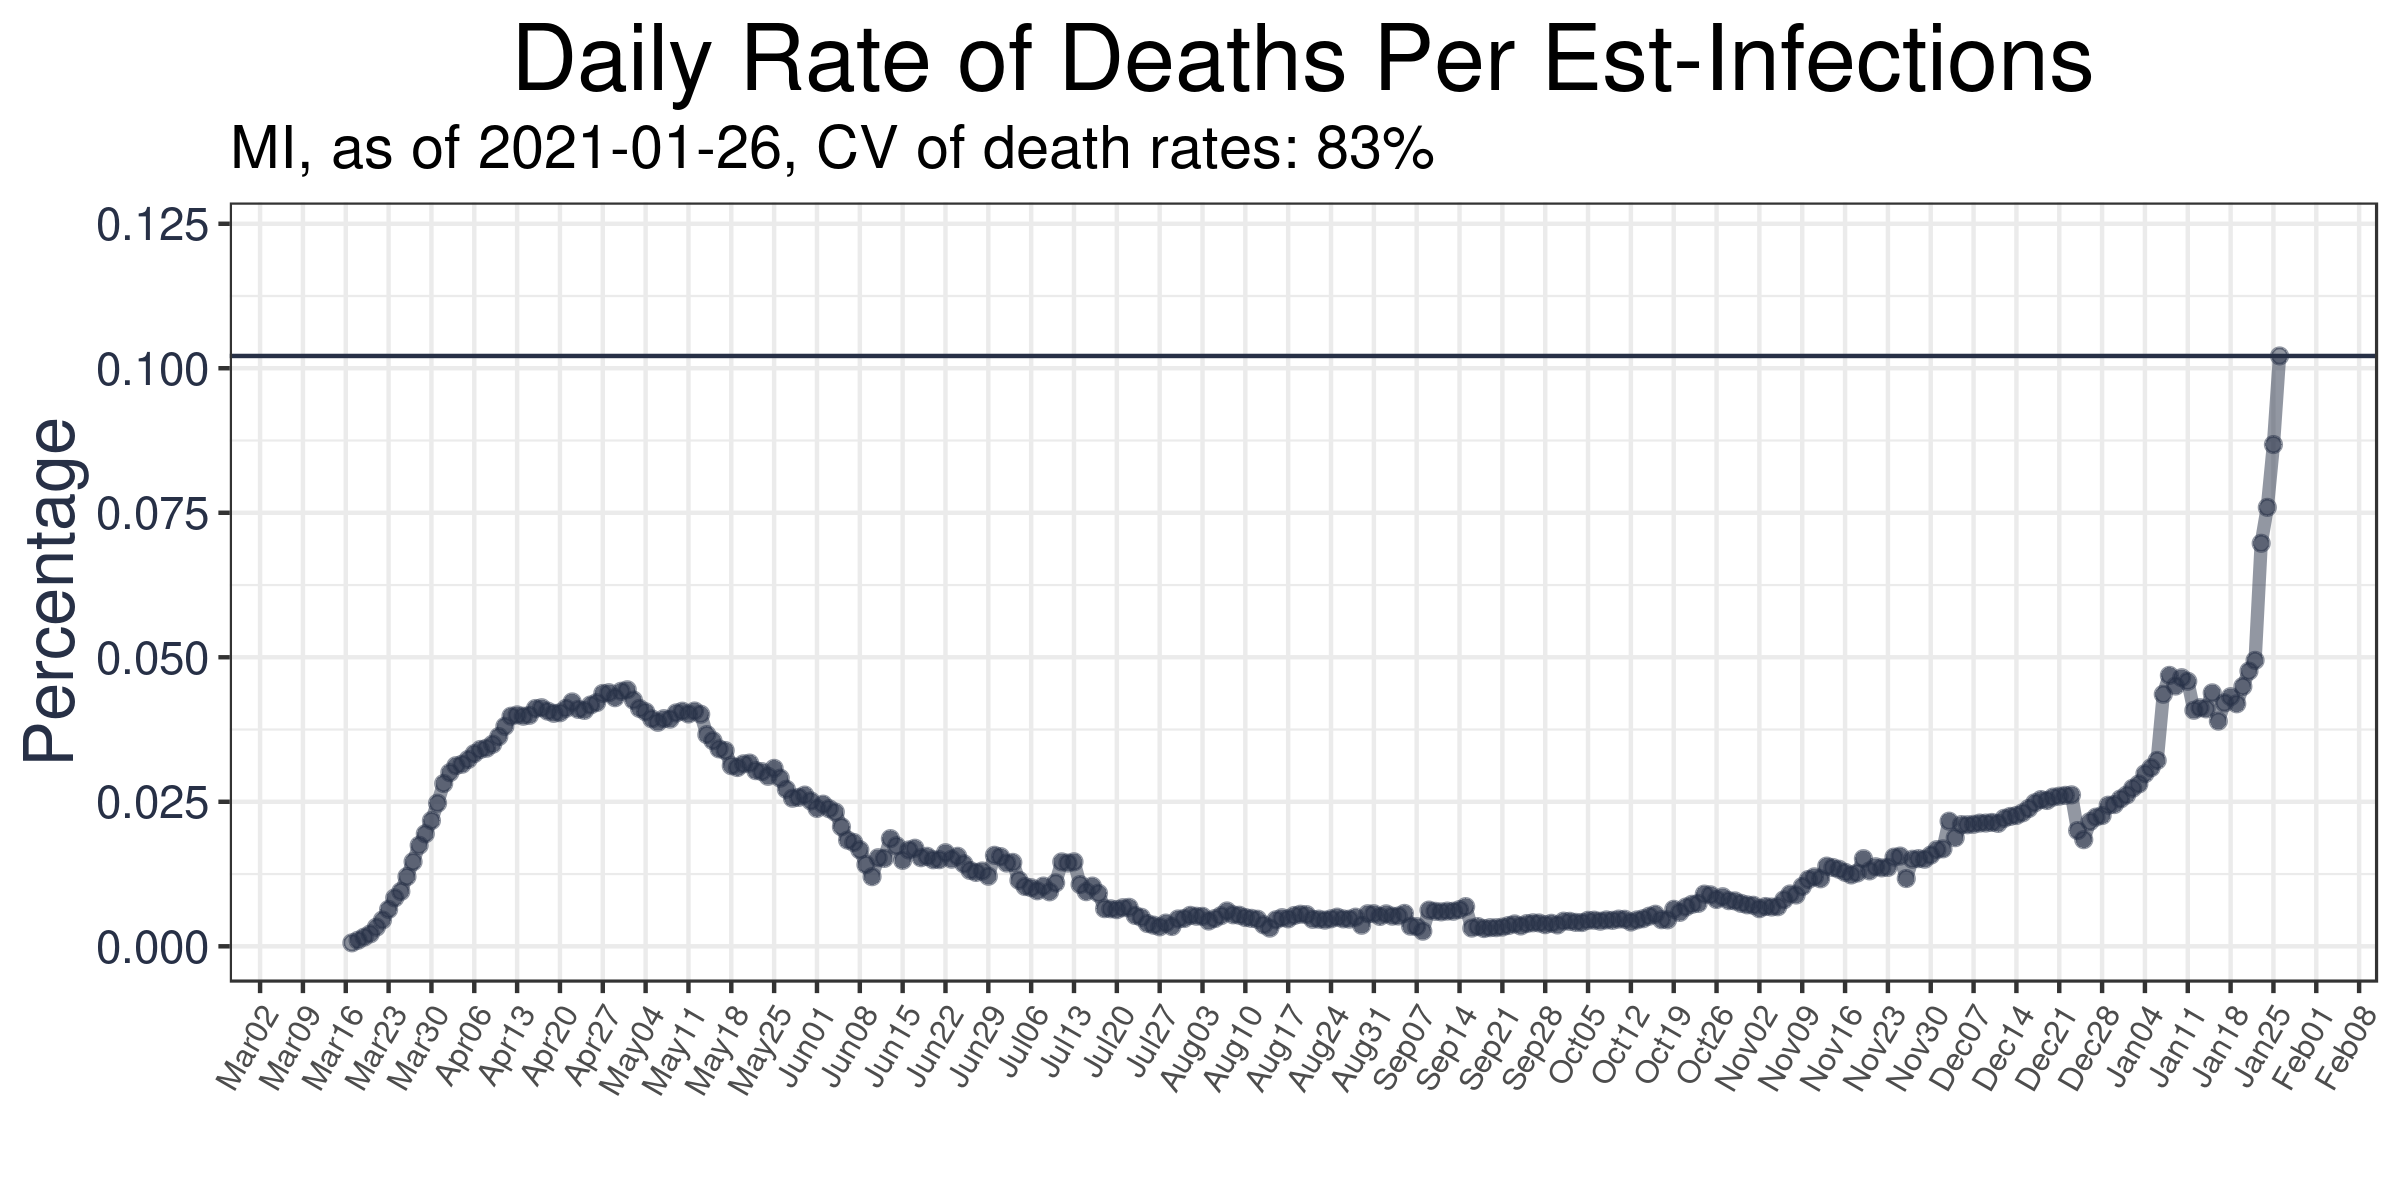 Daily Rate of Deaths Per Est-Infections
MI, as of 2021-01-26, CV of death rates: 83%
Percentage
0.125
0.100
0.075
0.050
0.025
0.000
Mar02
Mar09
Mar16
Mar23
Mar30
Apr06
Apr13
Apr20
Apr27
May04
May11
May18
May25
Jun01
Jun08
Jun15
Jun22
Jun29
Jul06
Jul13
Jul20
Jul27
Aug03
Aug10
Aug17
Aug24
Aug31
Sep07
Sep14
Sep21
Sep28
Oct05
Oct12
Oct19
Oct26
Nov02
Nov09
Nov16
Nov23
Nov30
Dec07
Dec14
Dec21
Dec28
Jan04
Jan11
Jan18
Jan25
Feb01
Feb08